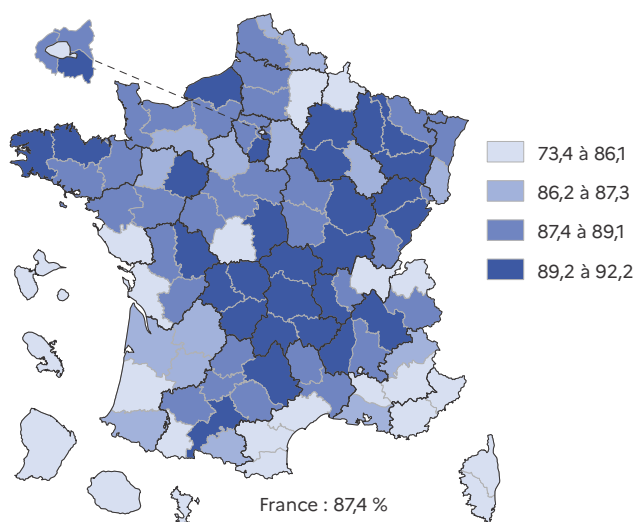 73,4 à 86,1
86,2 à 87,3
87,4 à 89,1
89,2 à 92,2
France : 87,4 %